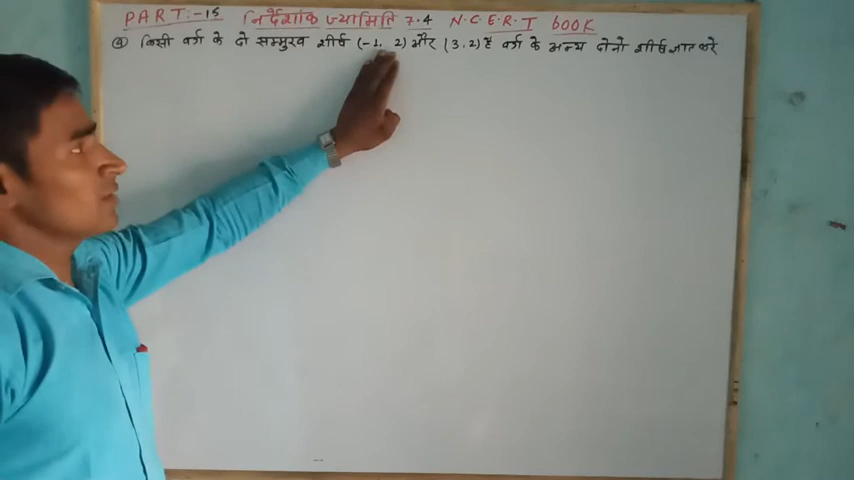 PART:-15 निर्देशांक ज्यामिति 7.4 N.C.E.R.T BOOK
④ किसी वर्ग के दो सम्मुख शीर्ष (-1, 2) और (3, 2) हैं वर्ग के अन्य दोनो शीर्ष ज्ञात करे